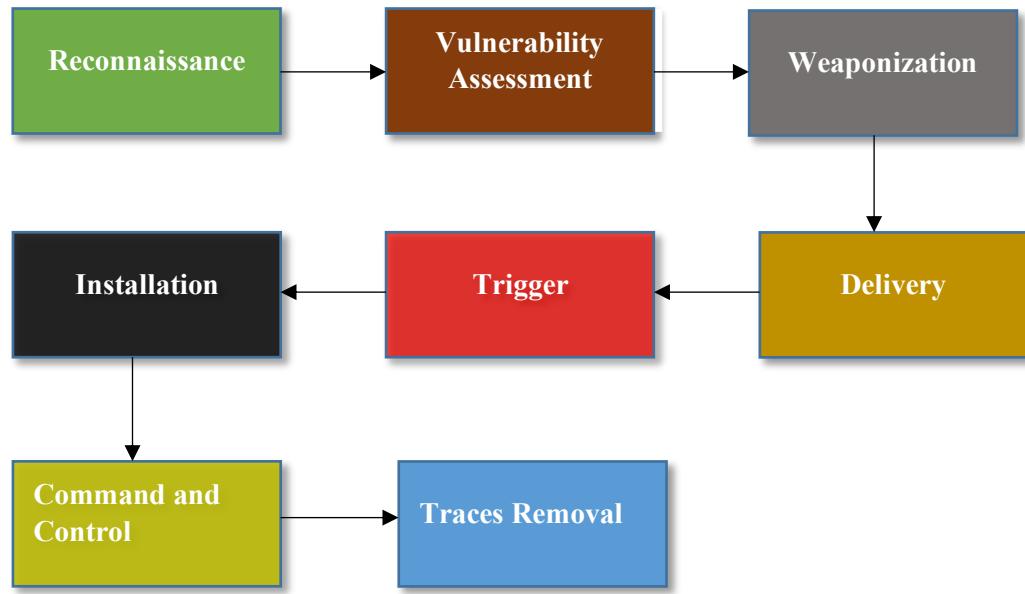 Reconnaissance
Vulnerability
Assessment
Weaponization
Installation
Trigger
Delivery
Command and
Control
Traces Removal